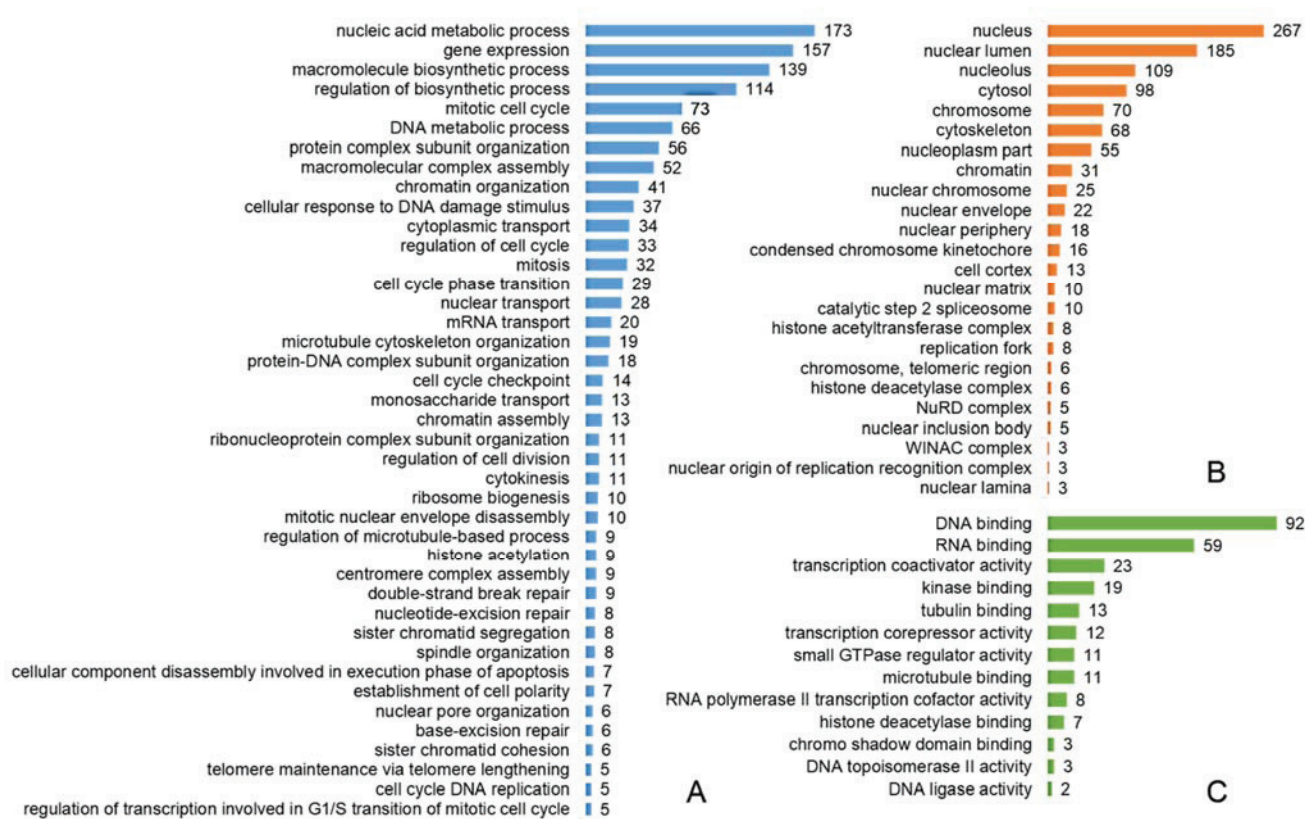 nucleic acid metabolic process 173
gene expression 157
macromolecule biosynthetic process 139
regulation of biosynthetic process 114
mitotic cell cycle 73
DNA metabolic process 66
protein complex subunit organization 56
macromolecular complex assembly 52
chromatin organization 41
cellular response to DNA damage stimulus 37
cytoplasmic transport 34
regulation of cell cycle 33
mitosis 32
cell cycle phase transition 29
nuclear transport 28
mRNA transport 20
microtubule cytoskeleton organization 19
protein-DNA complex subunit organization 18
cell cycle checkpoint 14
monosaccharide transport 13
chromatin assembly 13
ribonucleoprotein complex subunit organization 11
regulation of cell division 11
cytokinesis 11
ribosome biogenesis 10
mitotic nuclear envelope disassembly 10
regulation of microtubule-based process 9
histone acetylation 9
centromere complex assembly 9
double-strand break repair 9
nucleotide-excision repair 8
sister chromatid segregation 8
spindle organization 8
cellular component disassembly involved in execution phase of apoptosis 7
establishment of cell polarity 7
nuclear pore organization 6
base-excision repair 6
sister chromatid cohesion 6
telomere maintenance via telomere lengthening 5
cell cycle DNA replication 5
regulation of transcription involved in G1/S transition of mitotic cell cycle 5
A
nucleus 267
nuclear lumen 185
nucleolus 109
cytosol 98
chromosome 70
cytoskeleton 68
nucleoplasm part 55
chromatin 31
nuclear chromosome 25
nuclear envelope 22
nuclear periphery 18
condensed chromosome kinetochore 16
cell cortex 13
nuclear matrix 10
catalytic step 2 spliceosome 10
histone acetyltransferase complex 8
replication fork 8
chromosome, telomeric region 6
histone deacetylase complex 6
NuRD complex 5
nuclear inclusion body 5
WINAC complex 3
nuclear origin of replication recognition complex 3
nuclear lamina 3
B
DNA binding 92
RNA binding 59
transcription coactivator activity 23
kinase binding 19
tubulin binding 13
transcription corepressor activity 12
small GTPase regulator activity 11
microtubule binding 11
RNA polymerase II transcription cofactor activity 8
histone deacetylase binding 7
chromo shadow domain binding 3
DNA topoisomerase II activity 3
DNA ligase activity 2
C